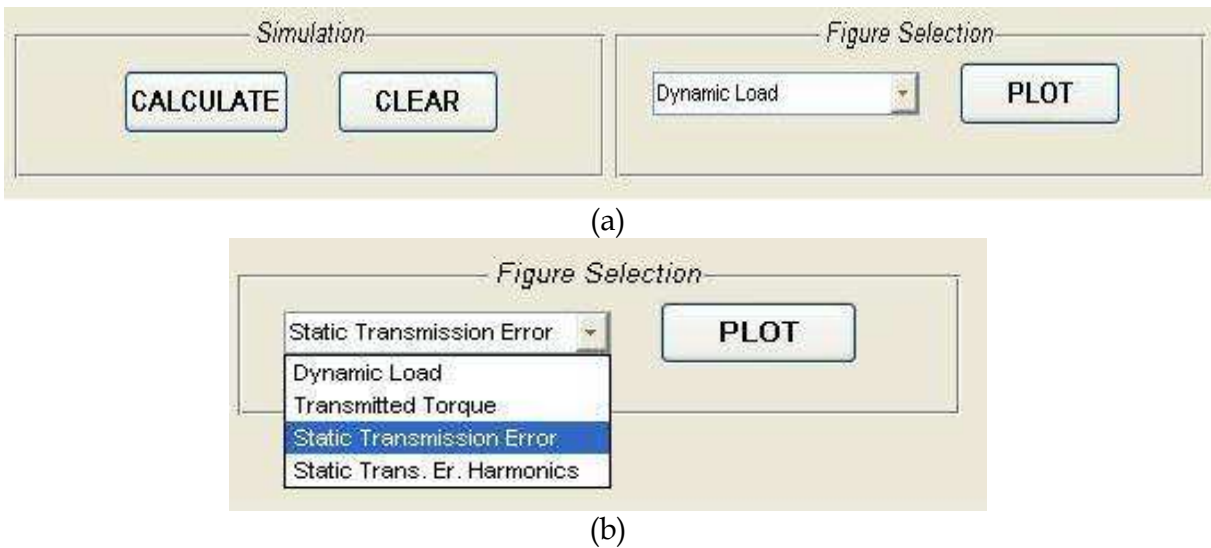 Simulation
Figure Selection
CALCULATE
CLEAR
Dynamic Load
PLOT
(a)
Figure Selection
Static Transmission Error
PLOT
Dynamic Load
Transmitted Torque
Static Transmission Error
Static Trans. Er. Harmonics
(b)